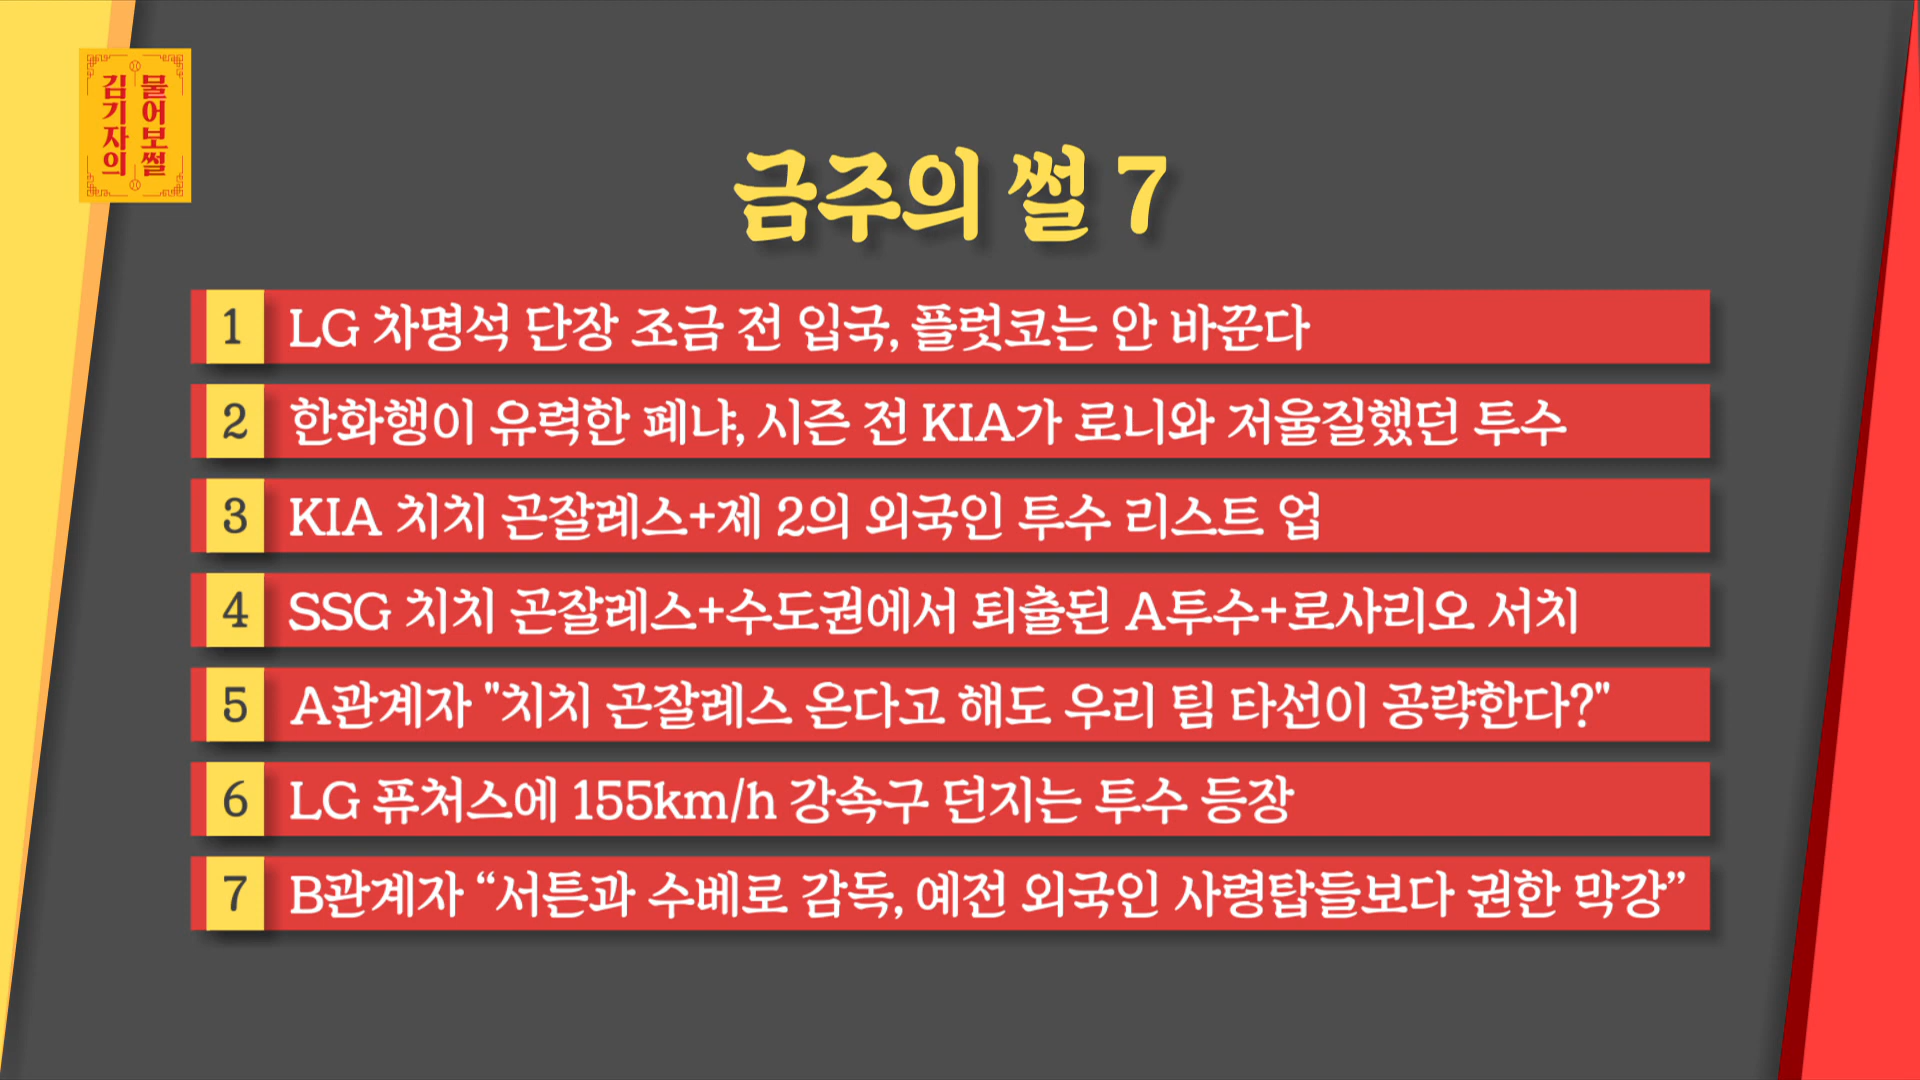 김기자의
물어보썰
금주의 썰 7
1 LG 차명석 단장 조금 전 입국, 플럿코는 안 바꾼다
2 한화행이 유력한 페냐, 시즌 전 KIA가 로니와 저울질했던 투수
3 KIA 치치 곤잘레스+제 2의 외국인 투수 리스트 업
4 SSG 치치 곤잘레스+수도권에서 퇴출된 A투수+로사리오 서치
5 A관계자 "치치 곤잘레스 온다고 해도 우리 팀 타선이 공략한다?"
6 LG 퓨처스에 155km/h 강속구 던지는 투수 등장
7 B관계자 “서튼과 수베로 감독, 예전 외국인 사령탑들보다 권한 막강”